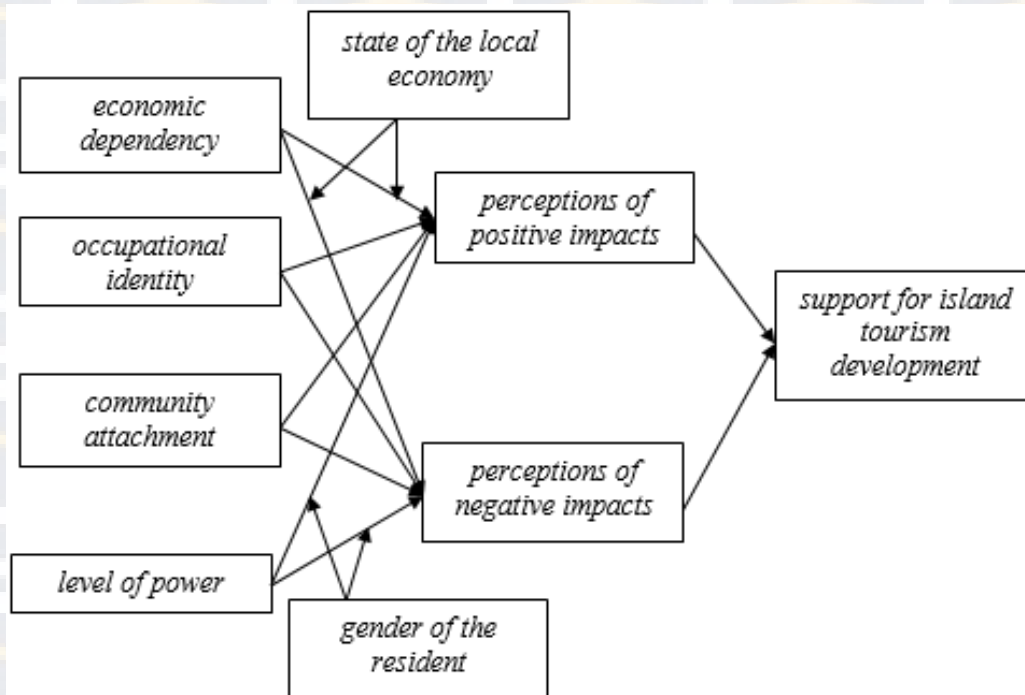 state of the local
economy
economic
dependency
perceptions of
positive impacts
occupational
identity
support for island
tourism
development
community
attachment
perceptions of
negative impacts
level of power
gender of the
resident